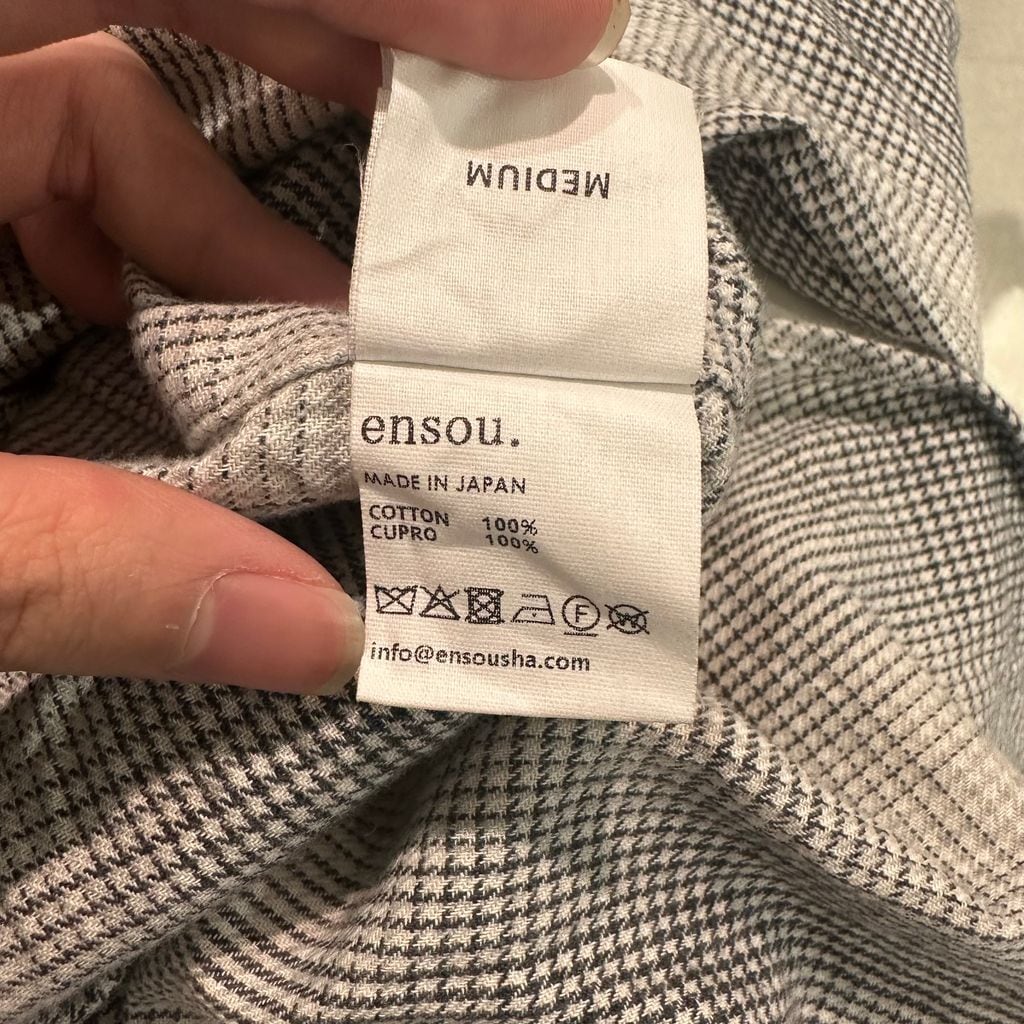 MEDIUM
ensou.
MADE IN JAPAN
COTTON 100%
CUPRO 100%
F
W
info@ensousha.com